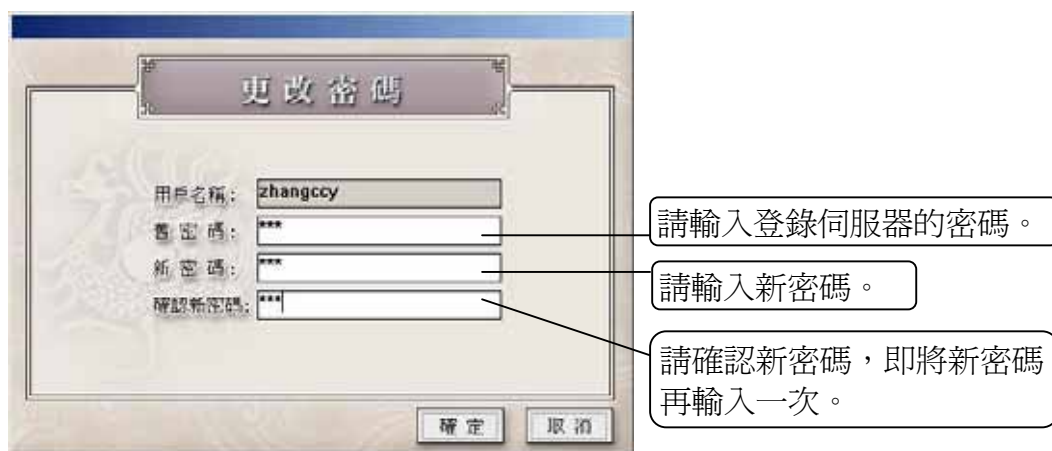 更改密碼
用戶名稱: zhangccy
舊密碼: ***
請輸入登錄伺服器的密碼。
新密碼: ***
請輸入新密碼。
確認新密碼: ***
請確認新密碼，即將新密碼
再輸入一次。
確定 取消